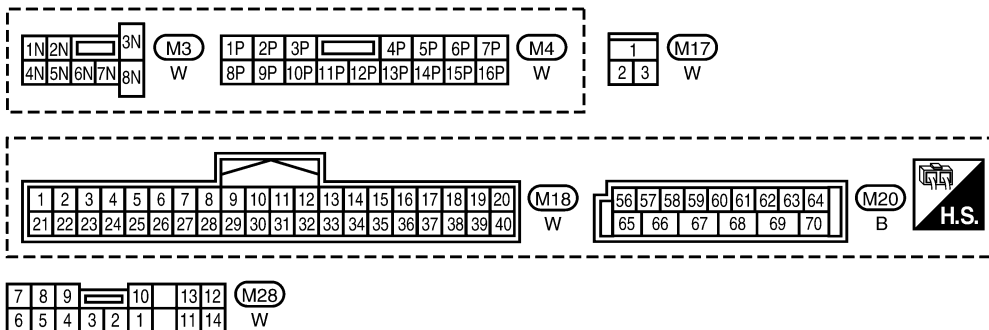 1N 2N 3N M3
4N 5N 6N 7N 8N W
1P 2P 3P 4P 5P 6P 7P M4
8P 9P 10P 11P 12P 13P 14P 15P 16P W
1 M17
2 3 W
1 2 3 4 5 6 7 8 9 10 11 12 13 14 15 16 17 18 19 20 M18
21 22 23 24 25 26 27 28 29 30 31 32 33 34 35 36 37 38 39 40 W
56 57 58 59 60 61 62 63 64 M20
65 66 67 68 69 70 B
H.S.
7 8 9 10 13 12 M28
6 5 4 3 2 1 11 14 W